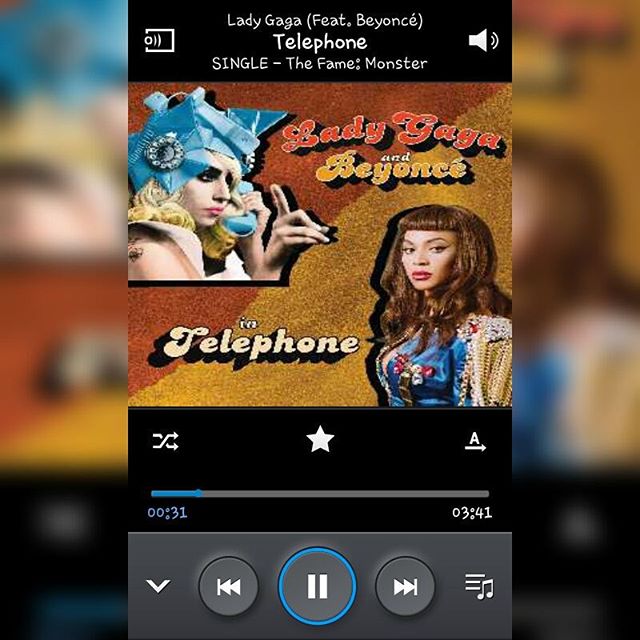 Lady Gaga (Feat. Beyoncé)
Telephone
SINGLE - The Fame: Monster
Lady Gaga
and
Beyoncé
in
Telephone
A
00:31
03:41